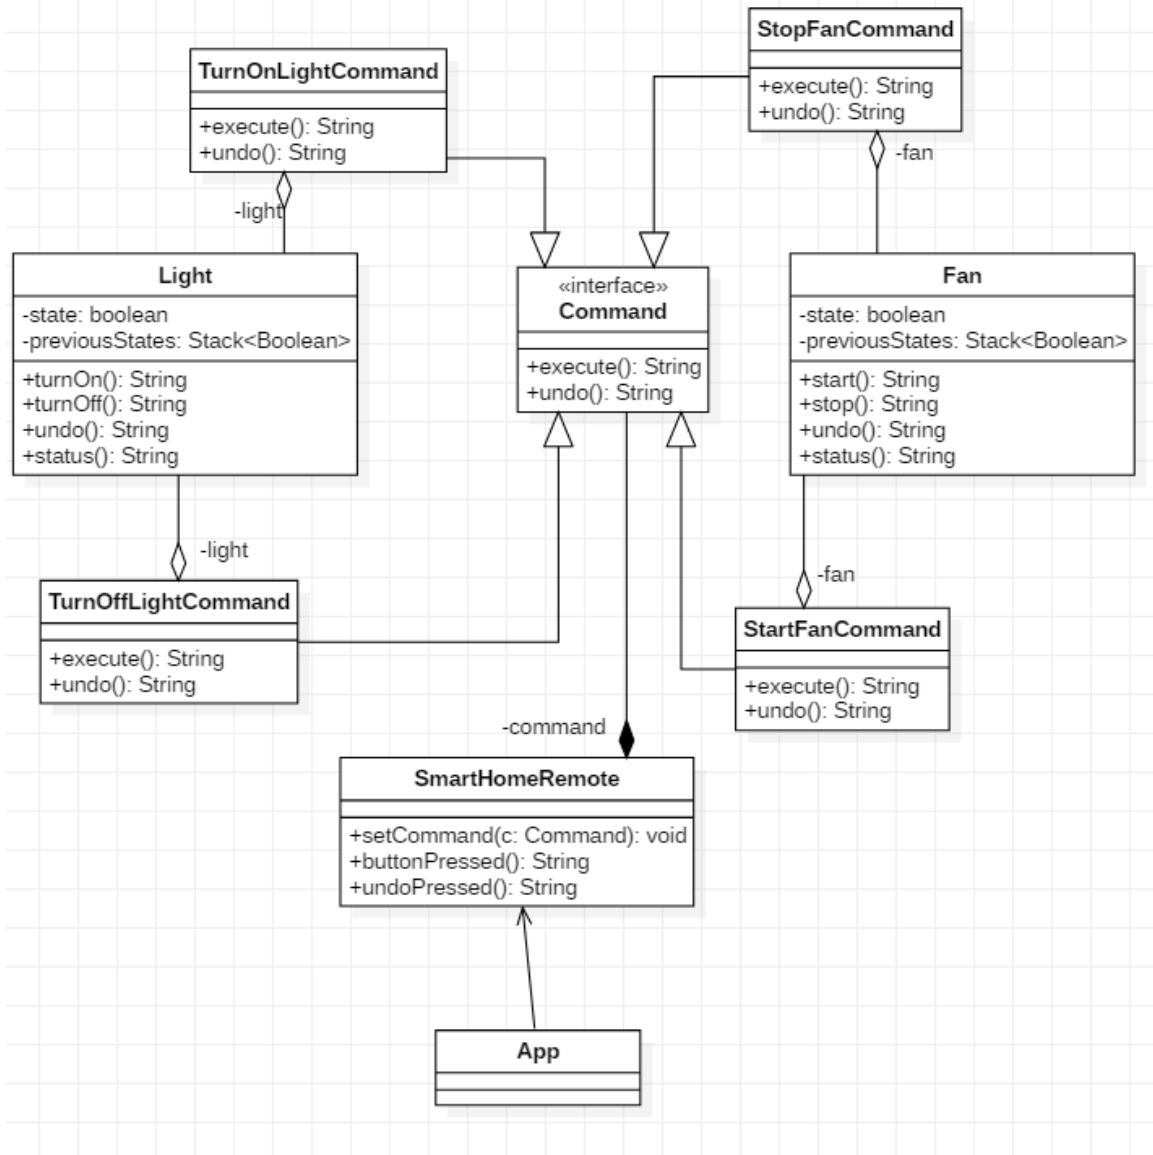 StopFanCommand
+execute(): String
+undo(): String
-fan
TurnOnLightCommand
+execute(): String
+undo(): String
-light
Light
-state: boolean
-previousStates: Stack<Boolean>
+turnOn(): String
+turnOff(): String
+undo(): String
+status(): String
«interface»
Command
+execute(): String
+undo(): String
Fan
-state: boolean
-previousStates: Stack<Boolean>
+start(): String
+stop(): String
+undo(): String
+status(): String
-light
TurnOffLightCommand
+execute(): String
+undo(): String
-fan
StartFanCommand
+execute(): String
+undo(): String
-command
SmartHomeRemote
+setCommand(c: Command): void
+buttonPressed(): String
+undoPressed(): String
App